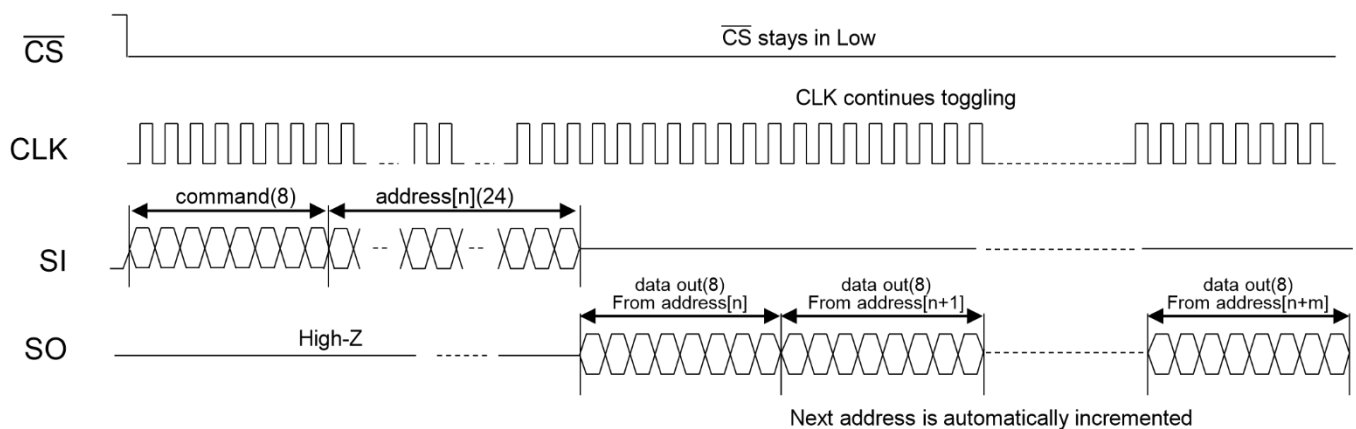 CS
CS stays in Low
CLK continues toggling
CLK
command(8)
address[n](24)
SI
data out(8)
From address[n]
data out(8)
From address[n+1]
data out(8)
From address[n+m]
High-Z
SO
Next address is automatically incremented